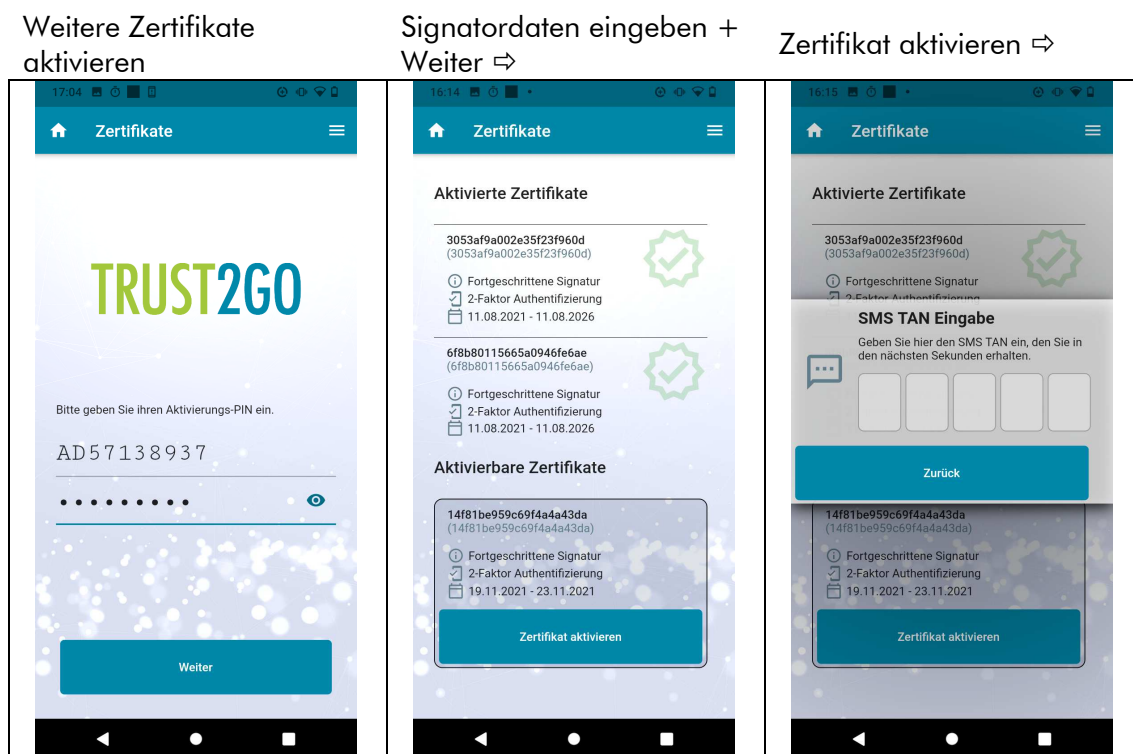 Weitere Zertifikate
aktivieren
Signatordaten eingeben +
Weiter ⇨
Zertifikat aktivieren ⇨
17:04
Zertifikate
TRUST2GO
Bitte geben Sie ihren Aktivierungs-PIN ein.
AD57138937
Weiter
16:14
Zertifikate
Aktivierte Zertifikate
3053af9a002e35f23f960d
(3053af9a002e35f23f960d)
Fortgeschrittene Signatur
2-Faktor Authentifizierung
11.08.2021 - 11.08.2026
6f8b80115665a0946fe6ae
(6f8b80115665a0946fe6ae)
Fortgeschrittene Signatur
2-Faktor Authentifizierung
11.08.2021 - 11.08.2026
Aktivierbare Zertifikate
14f81be959c69f4a4a43da
(14f81be959c69f4a4a43da)
Fortgeschrittene Signatur
2-Faktor Authentifizierung
19.11.2021 - 23.11.2021
Zertifikat aktivieren
16:15
Zertifikate
Aktivierte Zertifikate
3053af9a002e35f23f960d
(3053af9a002e35f23f960d)
Fortgeschrittene Signatur
2-Faktor Authentifizierung
SMS TAN Eingabe
Geben Sie hier den SMS TAN ein, den Sie in
den nächsten Sekunden erhalten.
Zurück
14f81be959c69f4a4a43da
(14f81be959c69f4a4a43da)
Fortgeschrittene Signatur
2-Faktor Authentifizierung
19.11.2021 - 23.11.2021
Zertifikat aktivieren